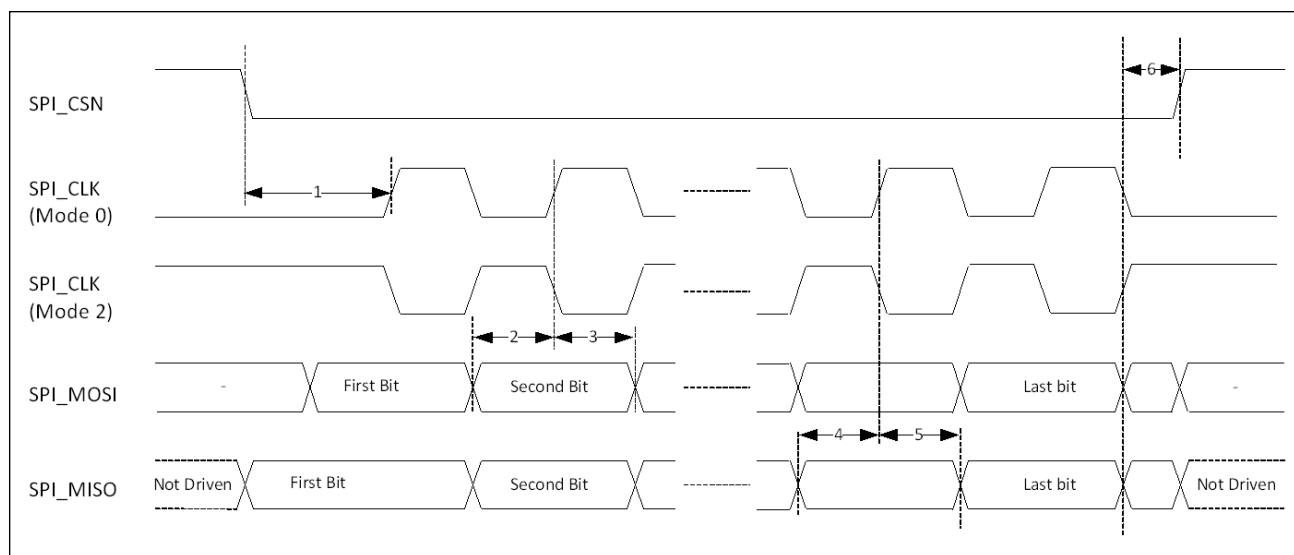 6
SPI_CSN
SPI_CLK
(Mode 0)
1
SPI_CLK
(Mode 2)
2 3
SPI_MOSI - First Bit Second Bit Last bit -
4 5
SPI_MISO Not Driven First Bit Second Bit Last bit Not Driven